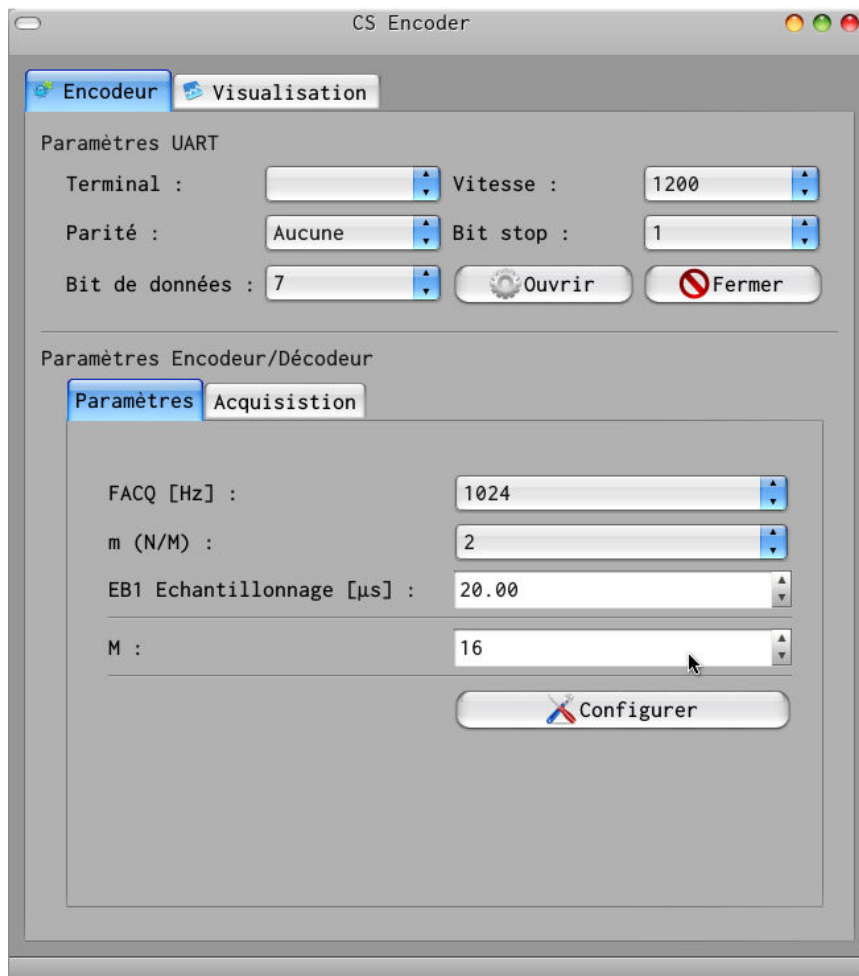 CS Encoder
Encodeur Visualisation
Paramètres UART
Terminal : Vitesse : 1200
Parité : Aucune Bit stop : 1
Bit de données : 7 Ouvrir Fermer
Paramètres Encodeur/Décodeur
Paramètres Acquisistion
FACQ [Hz] : 1024
m (N/M) : 2
EB1 Echantillonnage [µs] : 20.00
M : 16
Configurer